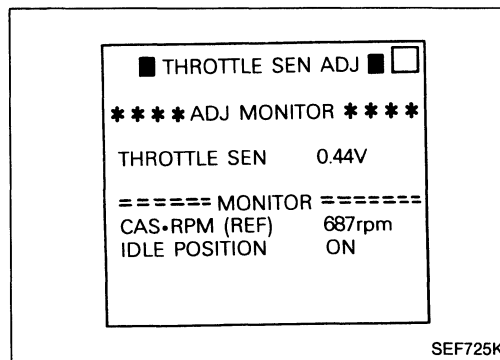 ■ THROTTLE SEN ADJ ■ □
∗∗∗∗ ADJ MONITOR ∗∗∗∗
THROTTLE SEN 0.44V
====== MONITOR =======
CAS•RPM (REF) 687rpm
IDLE POSITION ON
SEF725K